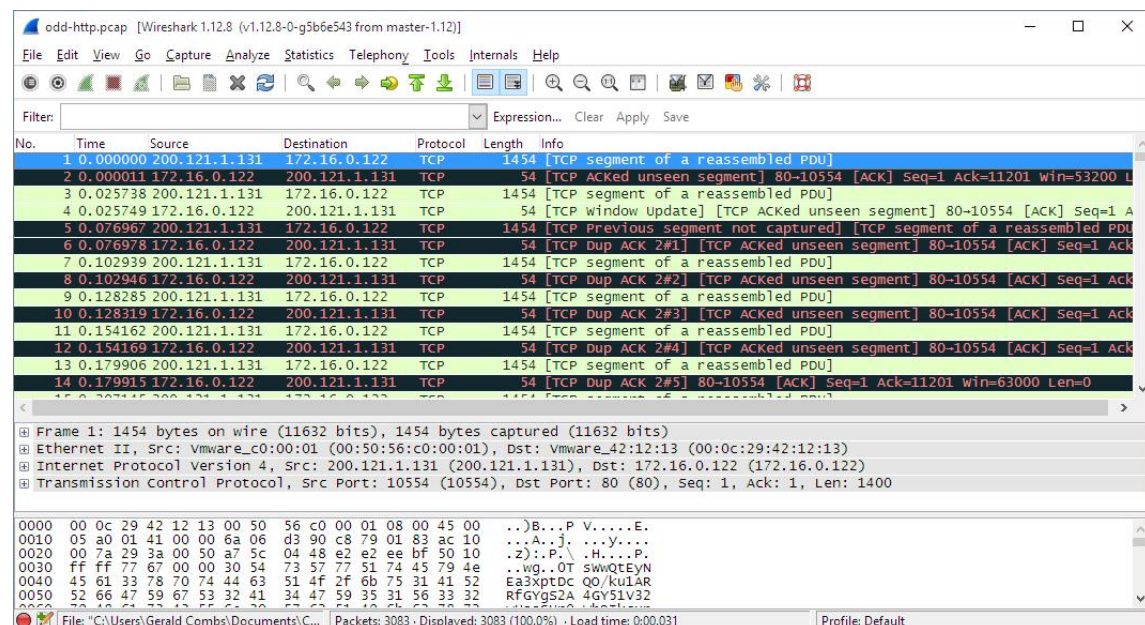 odd-http.pcap [Wireshark 1.12.8 (v1.12.8-0-g5b6e543 from master-1.12)]
File Edit View Go Capture Analyze Statistics Telephony Tools Internals Help
Filter: Expression... Clear Apply Save
No. Time Source Destination Protocol Length Info
1 0.000000 200.121.1.131 172.16.0.122 TCP 1454 [TCP segment of a reassembled PDU]
2 0.000011 172.16.0.122 200.121.1.131 TCP 54 [TCP ACKed unseen segment] 80→10554 [ACK] Seq=1 Ack=11201 Win=53200 L
3 0.025738 200.121.1.131 172.16.0.122 TCP 1454 [TCP segment of a reassembled PDU]
4 0.025749 172.16.0.122 200.121.1.131 TCP 54 [TCP Window Update] [TCP ACKed unseen segment] 80→10554 [ACK] Seq=1 A
5 0.076967 200.121.1.131 172.16.0.122 TCP 1454 [TCP Previous segment not captured] [TCP segment of a reassembled PDU
6 0.076978 172.16.0.122 200.121.1.131 TCP 54 [TCP Dup ACK 2#1] [TCP ACKed unseen segment] 80→10554 [ACK] Seq=1 Ack
7 0.102939 200.121.1.131 172.16.0.122 TCP 1454 [TCP segment of a reassembled PDU]
8 0.102946 172.16.0.122 200.121.1.131 TCP 54 [TCP Dup ACK 2#2] [TCP ACKed unseen segment] 80→10554 [ACK] Seq=1 Ack
9 0.128285 200.121.1.131 172.16.0.122 TCP 1454 [TCP segment of a reassembled PDU]
10 0.128319 172.16.0.122 200.121.1.131 TCP 54 [TCP Dup ACK 2#3] [TCP ACKed unseen segment] 80→10554 [ACK] Seq=1 Ack
11 0.154162 200.121.1.131 172.16.0.122 TCP 1454 [TCP segment of a reassembled PDU]
12 0.154169 172.16.0.122 200.121.1.131 TCP 54 [TCP Dup ACK 2#4] [TCP ACKed unseen segment] 80→10554 [ACK] Seq=1 Ack
13 0.179906 200.121.1.131 172.16.0.122 TCP 1454 [TCP segment of a reassembled PDU]
14 0.179915 172.16.0.122 200.121.1.131 TCP 54 [TCP Dup ACK 2#5] 80→10554 [ACK] Seq=1 Ack=11201 Win=63000 Len=0
Frame 1: 1454 bytes on wire (11632 bits), 1454 bytes captured (11632 bits)
Ethernet II, Src: Vmware_c0:00:01 (00:50:56:c0:00:01), Dst: Vmware_42:12:13 (00:0c:29:42:12:13)
Internet Protocol Version 4, Src: 200.121.1.131 (200.121.1.131), Dst: 172.16.0.122 (172.16.0.122)
Transmission Control Protocol, Src Port: 10554 (10554), Dst Port: 80 (80), Seq: 1, Ack: 1, Len: 1400
0000 00 0c 29 42 12 13 00 50 56 c0 00 01 08 00 45 00 ..)B...P V.....E.
0010 05 a0 01 41 00 00 6a 06 d3 90 c8 79 01 83 ac 10 ...A..j. ...y....
0020 00 7a 29 3a 00 50 a7 5c 04 48 e2 e2 ee bf 50 10 .z):.P.\ .H....P.
0030 ff ff 77 67 00 00 30 54 73 57 77 51 74 45 79 4e ..wg..0T sWwQtEyN
0040 45 61 33 78 70 74 44 63 51 4f 2f 6b 75 31 41 52 Ea3xptDc QO/ku1AR
0050 52 66 47 59 67 53 32 41 34 47 59 35 31 56 33 32 RfGYgS2A 4GY51V32
File: "C:\Users\Gerald Combs\Documents\C... Packets: 3083 · Displayed: 3083 (100.0%) · Load time: 0:00.031 Profile: Default